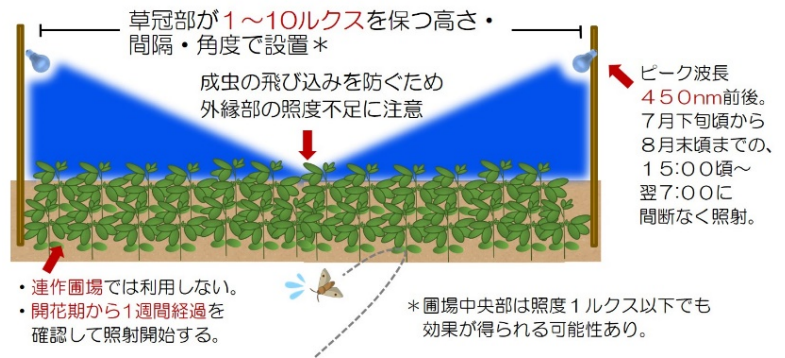 草冠部が1～10ルクスを保つ高さ・
間隔・角度で設置＊
成虫の飛び込みを防ぐため
外縁部の照度不足に注意
ピーク波長
450nm前後。
7月下旬頃から
8月末頃までの、
15:00頃～
翌7:00に
間断なく照射。
・連作圃場では利用しない。
・開花期から1週間経過を
確認して照射開始する。
＊圃場中央部は照度1ルクス以下でも
効果が得られる可能性あり。